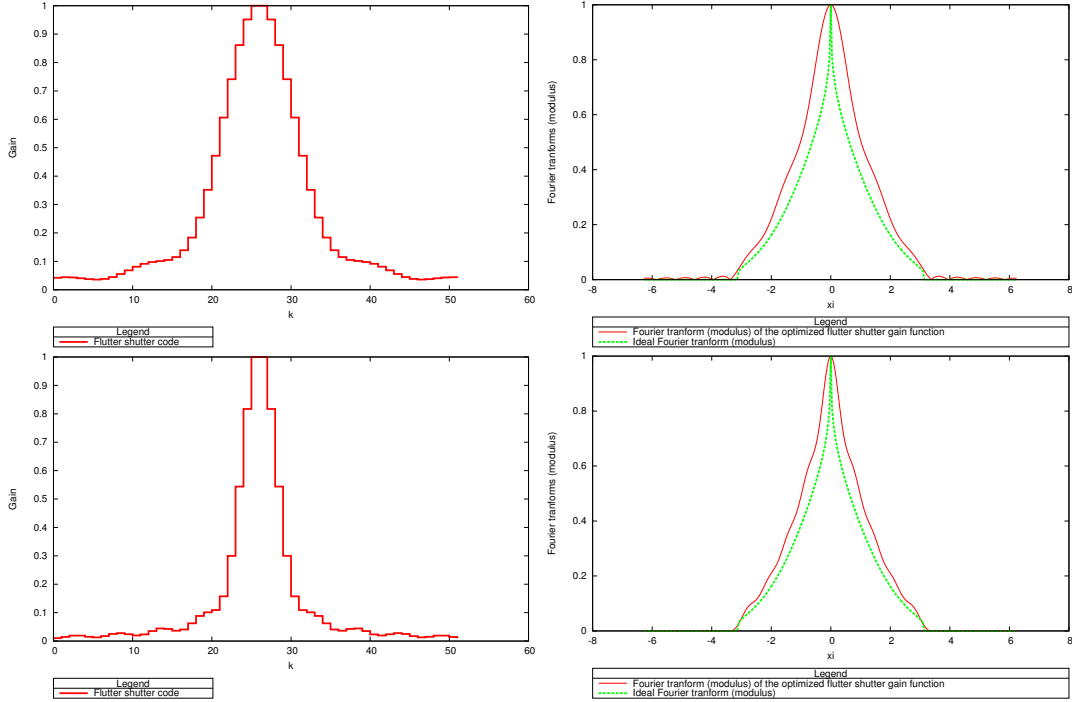 1
0.9
0.8
0.7
0.6
0.5
0.4
0.3
0.2
0.1
0
Gain
0 10 20 30 40 50 60
k
Legend
Flutter shutter code
1
0.8
0.6
0.4
0.2
0
Fourier tranforms (modulus)
-8 -6 -4 -2 0 2 4 6 8
xi
Legend
Fourier tranform (modulus) of the optimized flutter shutter gain function
Ideal Fourier tranform (modulus)
1
0.9
0.8
0.7
0.6
0.5
0.4
0.3
0.2
0.1
0
Gain
0 10 20 30 40 50 60
k
Legend
Flutter shutter code
1
0.8
0.6
0.4
0.2
0
Fourier tranforms (modulus)
-8 -6 -4 -2 0 2 4 6 8
xi
Legend
Fourier tranform (modulus) of the optimized flutter shutter gain function
Ideal Fourier tranform (modulus)